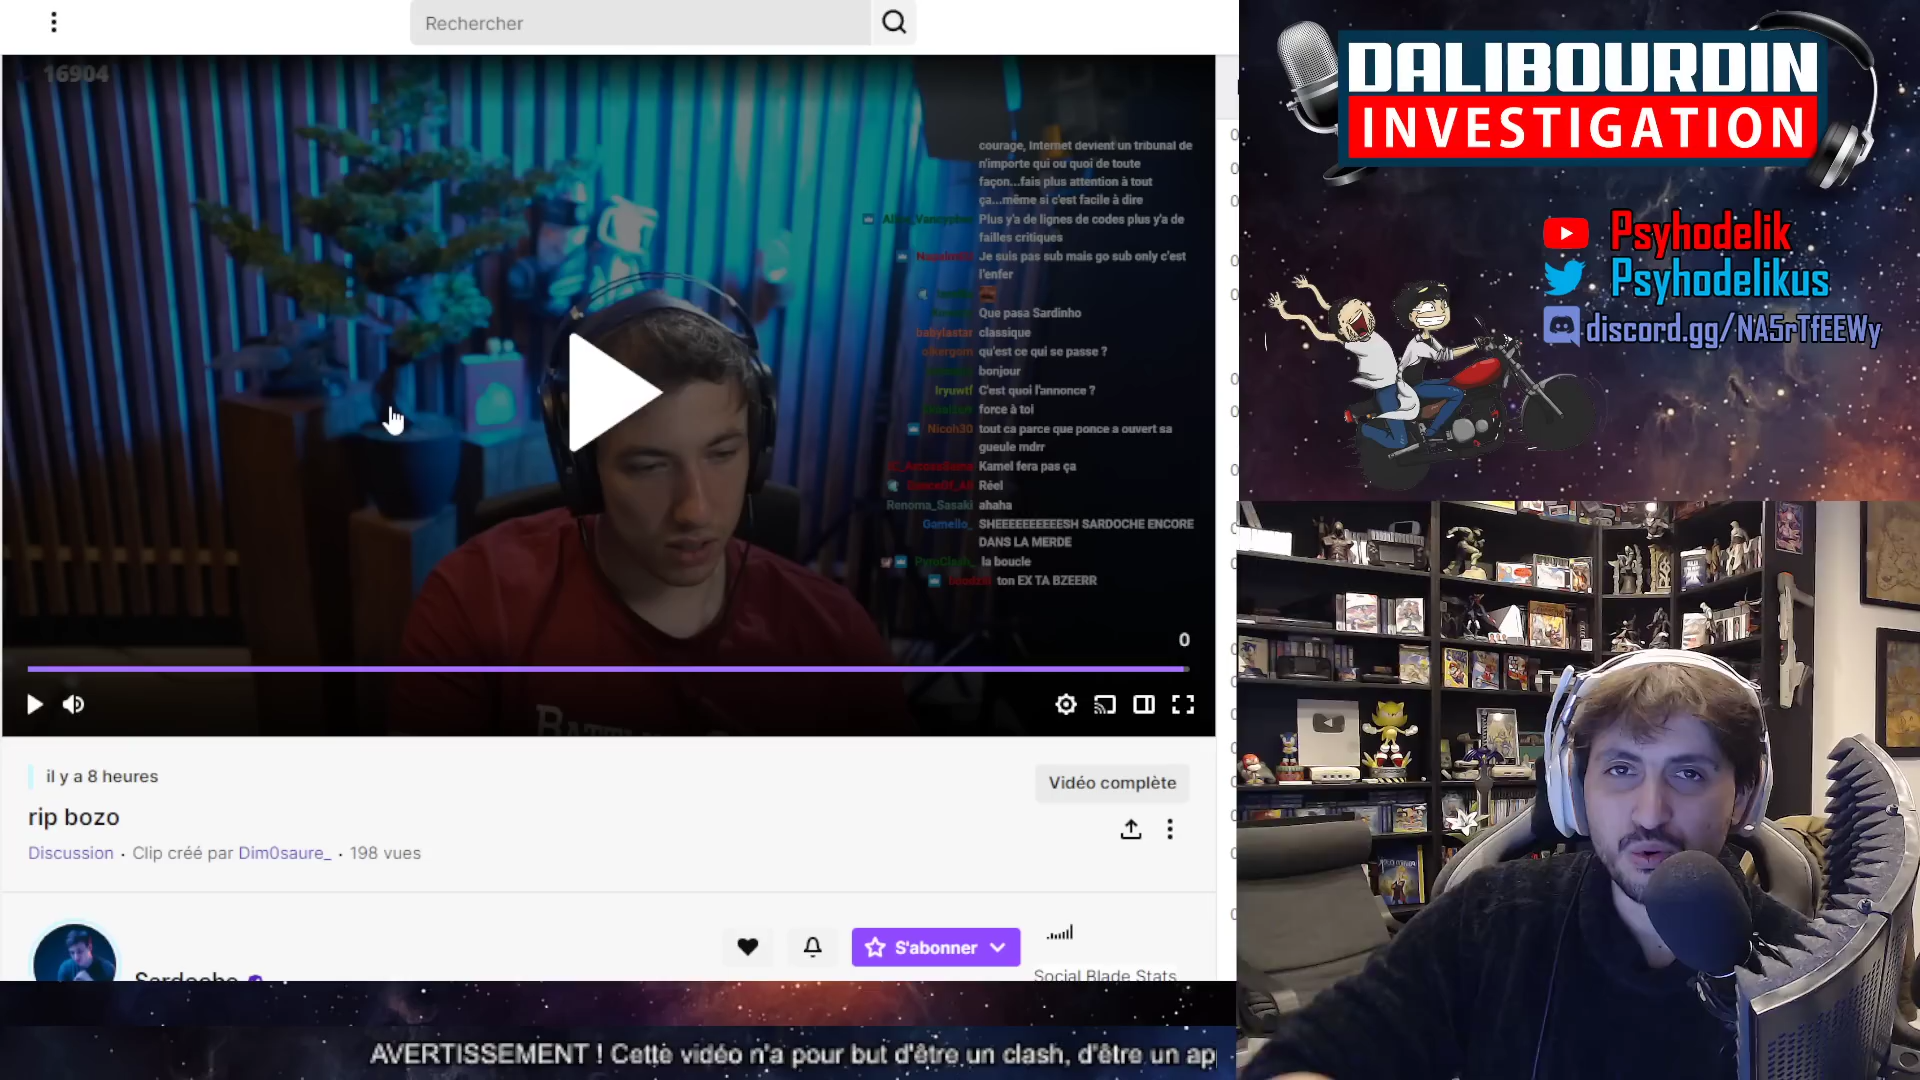 Rechercher
16904
courage, Internet devient un tribunal de
n'importe qui ou quoi de toute
façon...fais plus attention à tout
ça...même si c'est facile à dire
Plus y'a de lignes de codes plus y'a de
failles critiques
Je suis pas sub mais go sub only c'est
l'enfer
Que pasa Sardinho
babylastar classique
qu'est ce qui se passe ?
bonjour
Iryuwtf C'est quoi l'annonce ?
force à toi
Nicoh30 tout ca parce que ponce a ouvert sa
gueule mdrr
Kamel fera pas ça
Réel
Renoma_Sasaki ahaha
Gamello_ SHEEEEEEEEEESH SARDOCHE ENCORE
DANS LA MERDE
PyroClash_ la boucle
ton EX TA BZEERR
0
il y a 8 heures
Vidéo complète
rip bozo
Discussion · Clip créé par Dim0saure_ · 198 vues
S'abonner
Sardoche
Social Blade Stats
AVERTISSEMENT ! Cette vidéo n'a pour but d'être un clash, d'être un ap
DALIBOURDIN
INVESTIGATION
Psyhodelik
Psyhodelikus
discord.gg/NA5rTfEEWy